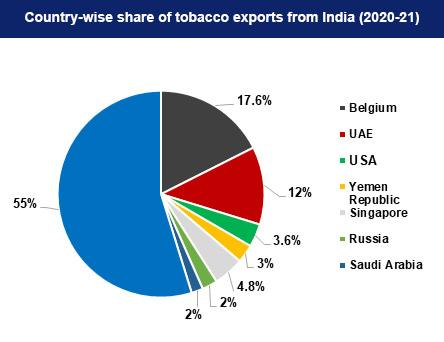 Country-wise share of tobacco exports from India (2020-21)
17.6%
12%
3.6%
3%
4.8%
2%
2%
55%
Belgium
UAE
USA
Yemen
Republic
Singapore
Russia
Saudi Arabia